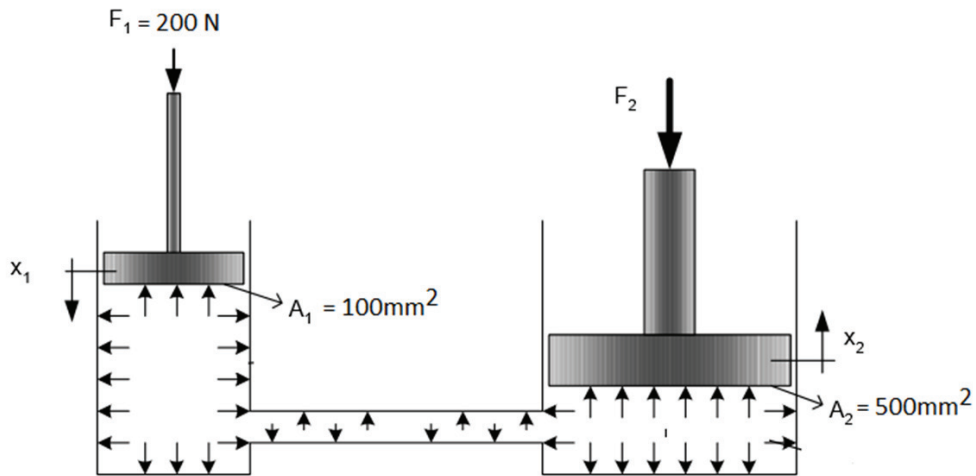 F₁ = 200 N
F₂
x₁
A₁ = 100mm²
x₂
A₂ = 500mm²